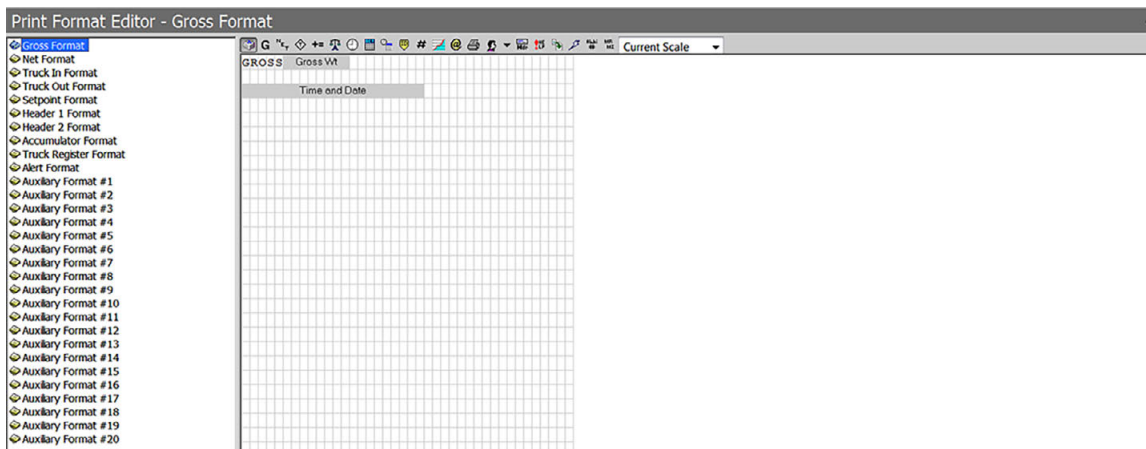 Print Format Editor - Gross Format
Gross Format
Net Format
Truck In Format
Truck Out Format
Setpoint Format
Header 1 Format
Header 2 Format
Accumulator Format
Truck Register Format
Alert Format
Auxiliary Format #1
Auxiliary Format #2
Auxiliary Format #3
Auxiliary Format #4
Auxiliary Format #5
Auxiliary Format #6
Auxiliary Format #7
Auxiliary Format #8
Auxiliary Format #9
Auxiliary Format #10
Auxiliary Format #11
Auxiliary Format #12
Auxiliary Format #13
Auxiliary Format #14
Auxiliary Format #15
Auxiliary Format #16
Auxiliary Format #17
Auxiliary Format #18
Auxiliary Format #19
Auxiliary Format #20
G # @ Current Scale
GROSS Gross Wt
Time and Date